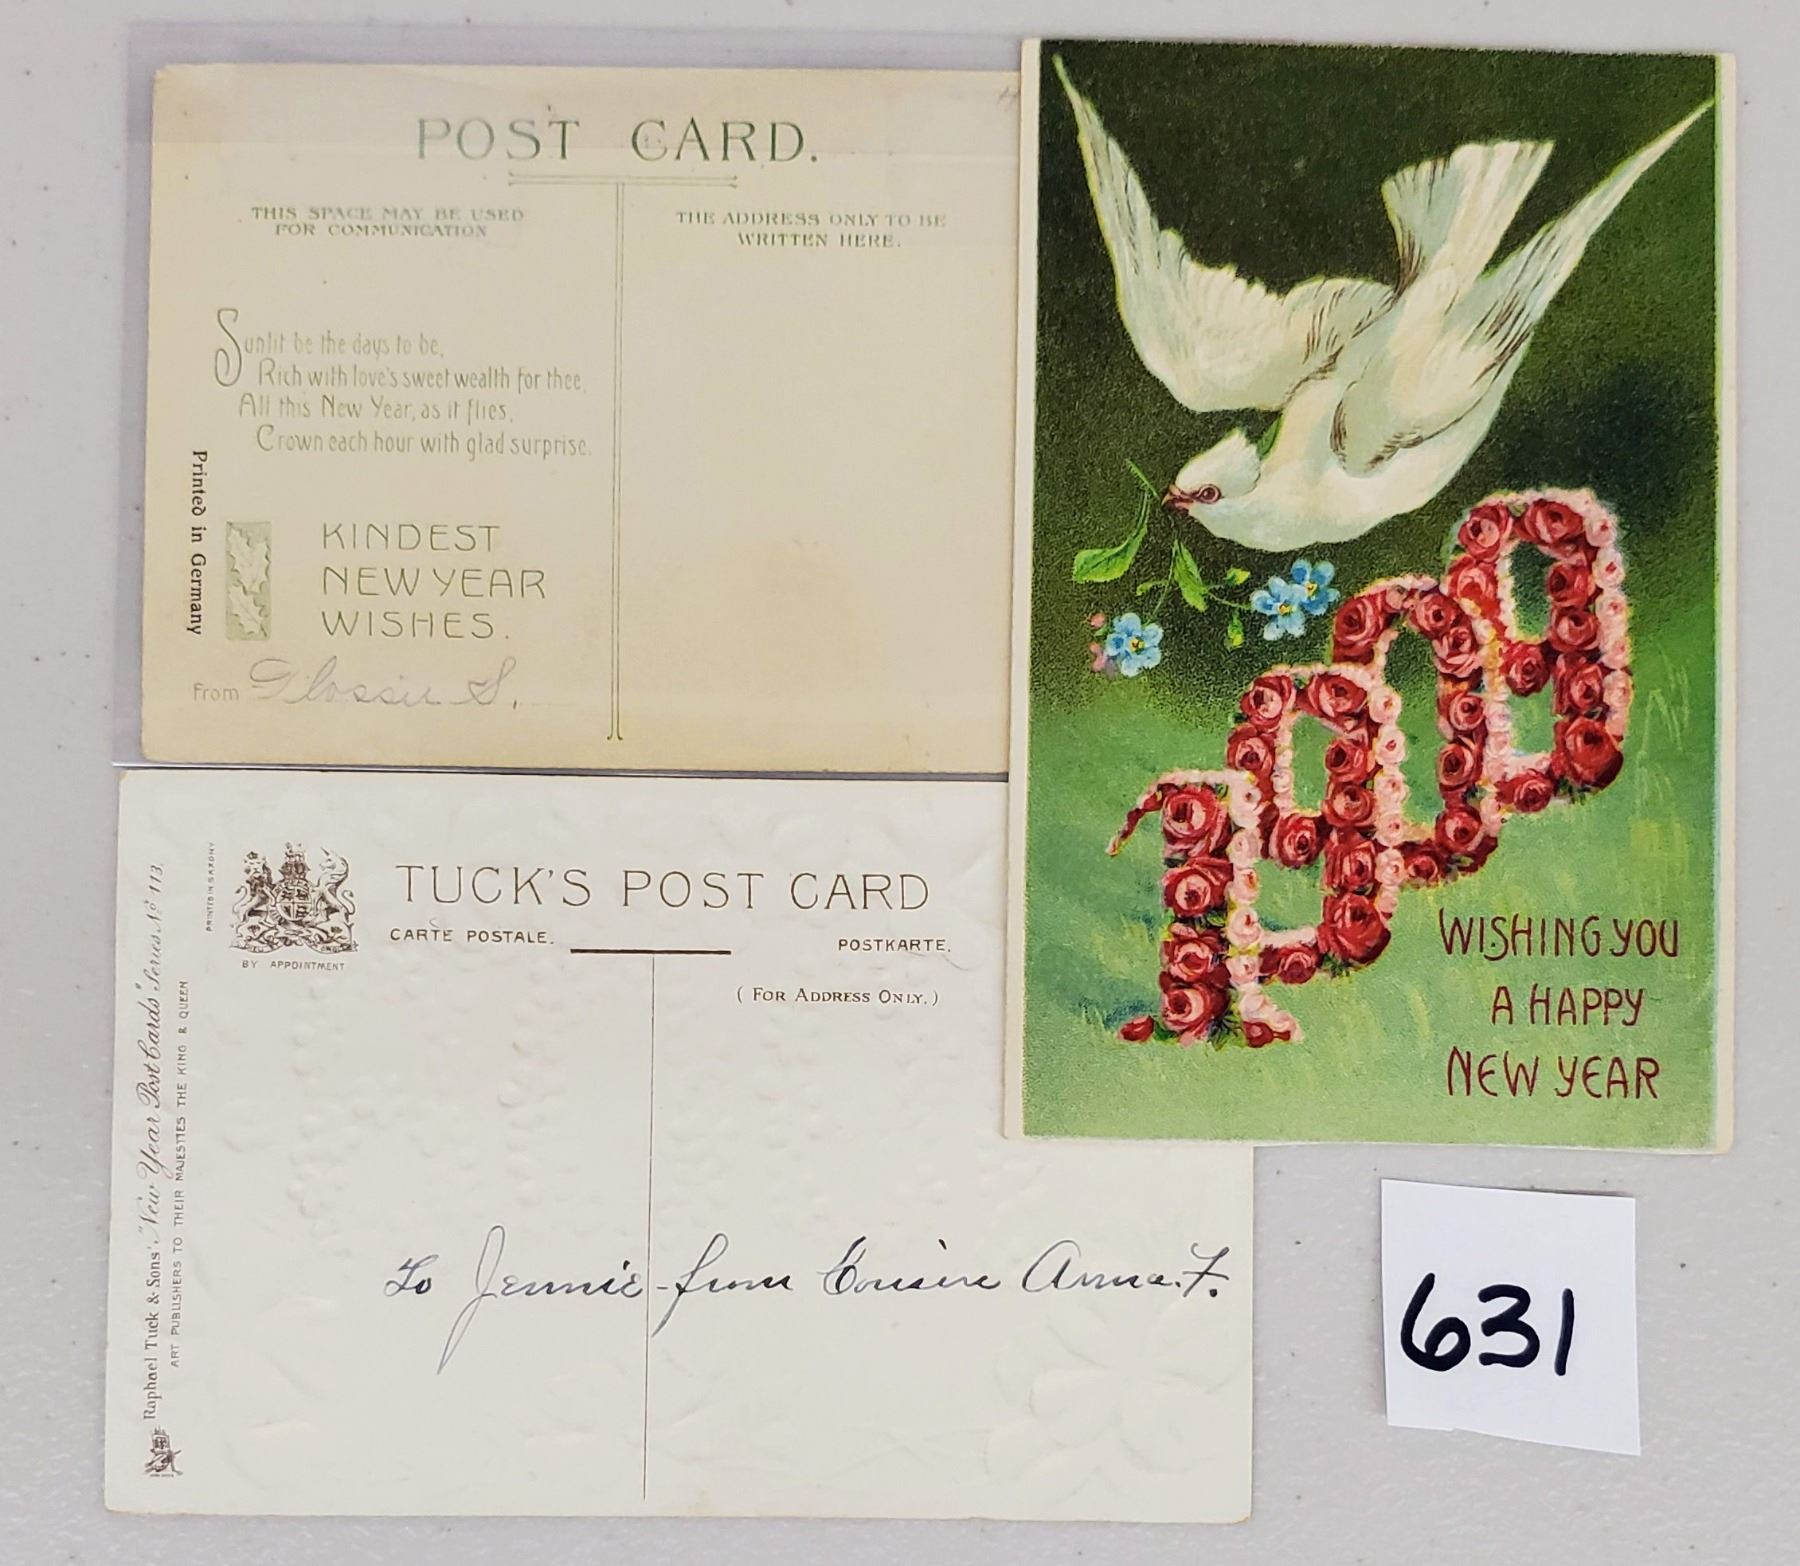 POST CARD.
THIS SPACE MAY BE USED
FOR COMMUNICATION
THE ADDRESS ONLY TO BE
WRITTEN HERE.
Sunlit be the days to be,
Rich with love's sweet wealth for thee,
All this New Year, as it flies,
Crown each hour with glad surprise.
Printed in Germany
KINDEST
NEW YEAR
WISHES.
From Glossie S.
1909
WISHING YOU
A HAPPY
NEW YEAR
TUCK'S POST CARD
CARTE POSTALE.
POSTKARTE.
(FOR ADDRESS ONLY.)
BY APPOINTMENT
PRINTED IN SAXONY
Raphael Tuck & Sons' "New Year Post Cards" Series Nº 113.
ART PUBLISHERS TO THEIR MAJESTIES THE KING & QUEEN
To Jennie - from Cousin Anna. F.
631